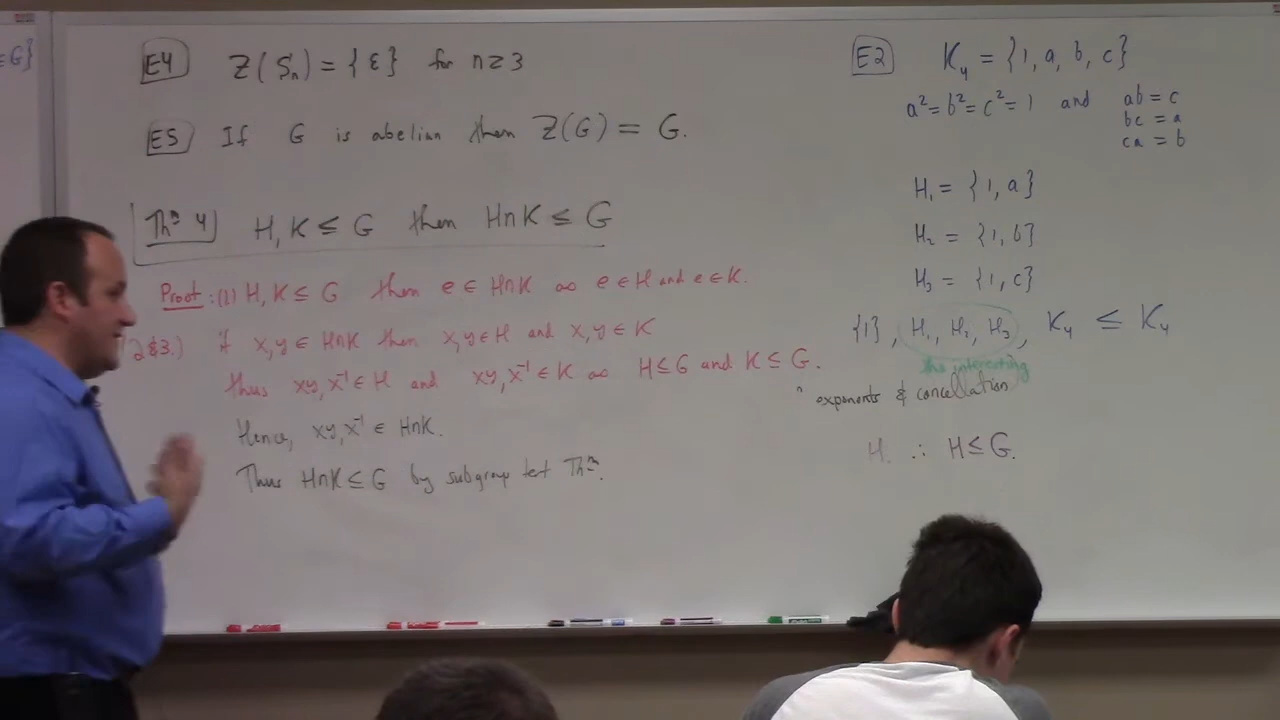 ∈G}
E4 Z(Sₙ) = {ε} for n≥3
E5 If G is abelian then Z(G) = G.
Thᵐ 4 H, K ≤ G then H∩K ≤ G
Proof: (1) H, K ≤ G then e ∈ H∩K as e ∈ H and e ∈ K.
(2&3.) if x,y ∈ H∩K then x,y ∈ H and x,y ∈ K
thus xy, x⁻¹ ∈ H and xy, x⁻¹ ∈ K as H≤G and K≤G.
Hence, xy, x⁻¹ ∈ H∩K.
Thus H∩K ≤ G by subgroup test Thᵐ.
E2 K₄ = {1, a, b, c}
a² = b² = c² = 1 and ab = c
bc = a
ca = b
H₁ = {1, a}
H₂ = {1, b}
H₃ = {1, c}
{1}, H₁, H₂, H₃, K₄ ≤ K₄
the interesting
exponents & cancellation
H. ∴ H≤G.